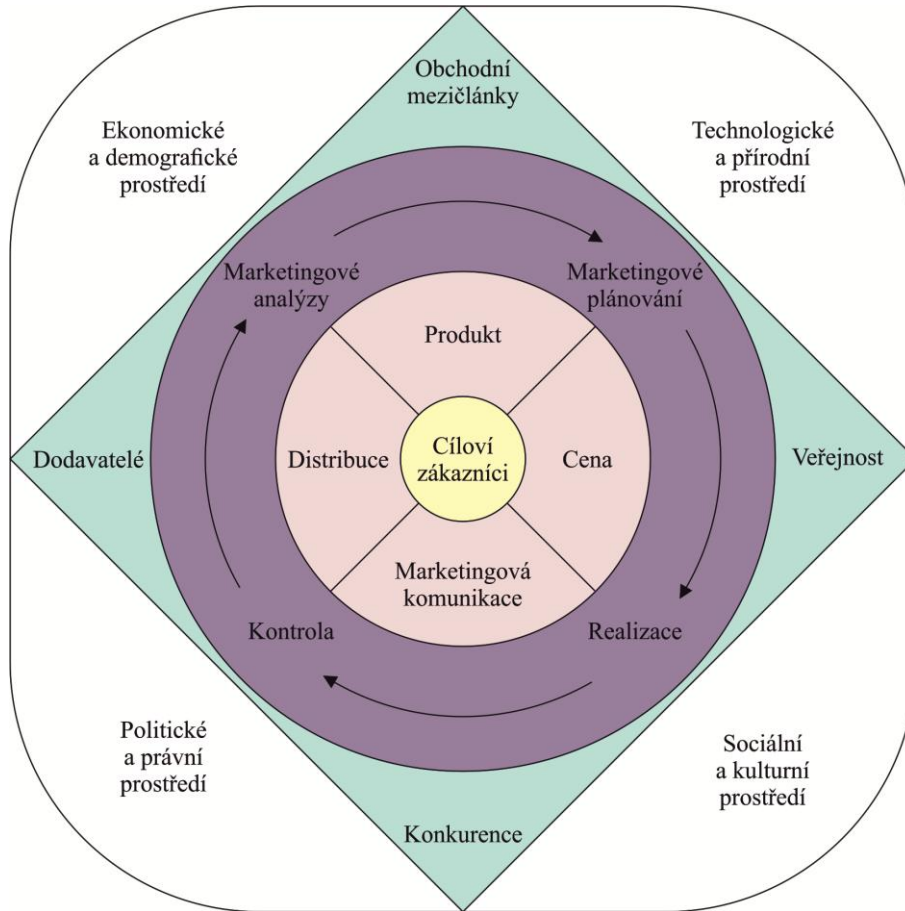 Obchodní
mezičlánky
Ekonomické
a demografické
prostředí
Technologické
a přírodní
prostředí
Marketingové
analýzy
Marketingové
plánování
Produkt
Dodavatelé
Distribuce
Cíloví
zákazníci
Cena
Veřejnost
Marketingová
komunikace
Kontrola
Realizace
Politické
a právní
prostředí
Sociální
a kulturní
prostředí
Konkurence